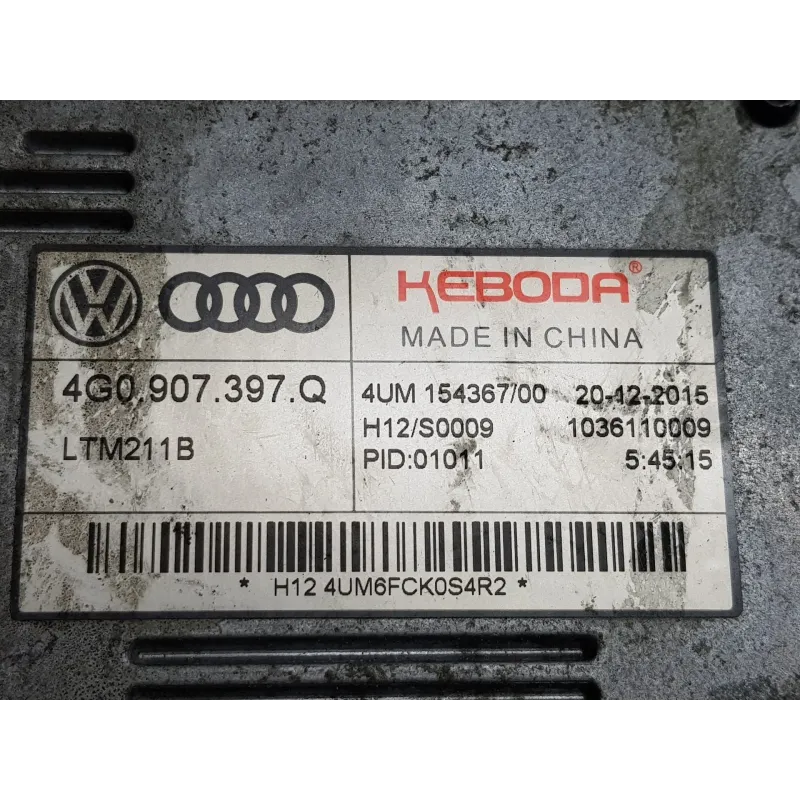 KEBODA®
MADE IN CHINA
4G0.907.397.Q
LTM211B
4UM 154367/00 20-12-2015
H12/S0009 1036110009
PID:01011 5:45:15
* H12 4UM6FCK0S4R2 *